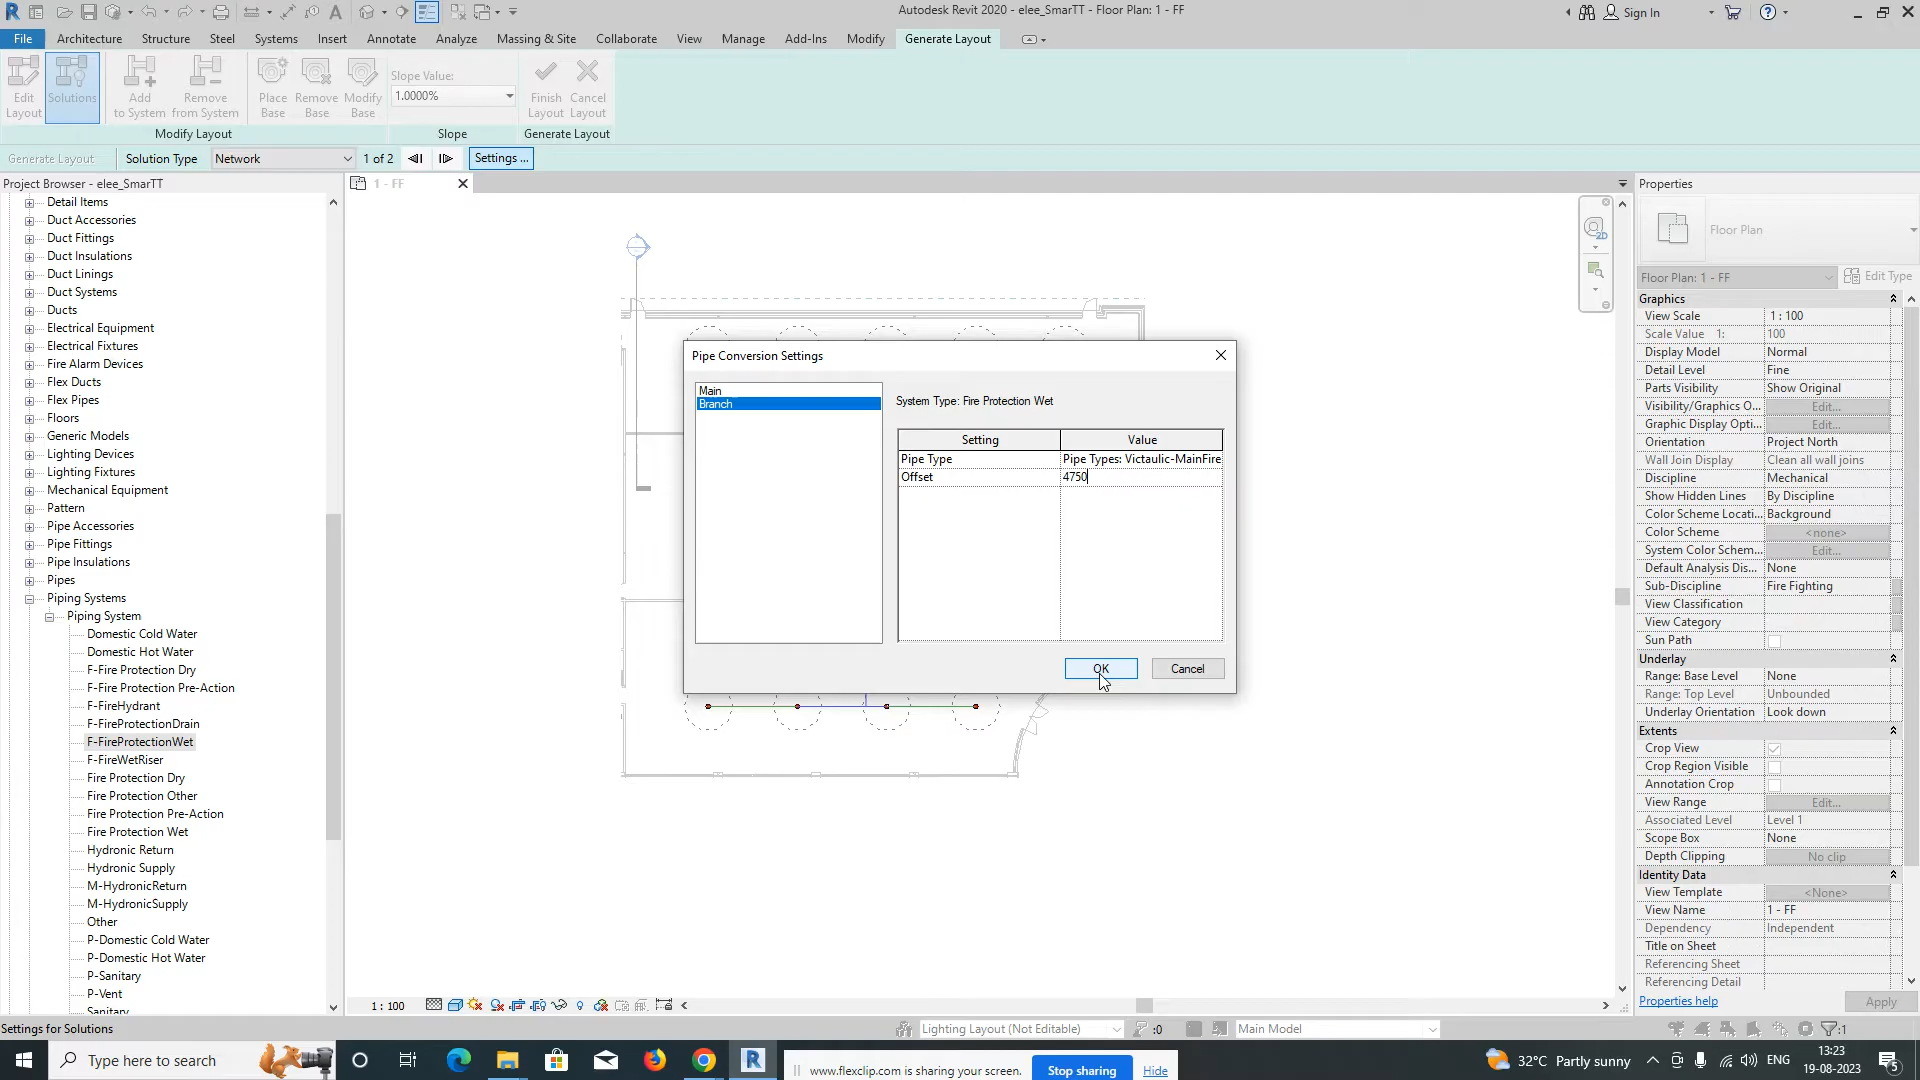 Autodesk Revit 2020 - elee_SmarTT - Floor Plan: 1 - FF
Sign In
File Architecture Structure Steel Systems Insert Annotate Analyze Massing & Site Collaborate View Manage Add-Ins Modify Generate Layout
Edit Layout
Solutions
Add to System
Remove from System
Place Base
Remove Base
Modify Base
Slope Value:
1.0000%
Finish Layout
Cancel Layout
Modify Layout Slope Generate Layout
Generate Layout Solution Type Network 1 of 2 Settings ...
Project Browser - elee_SmarTT
Detail Items
Duct Accessories
Duct Fittings
Duct Insulations
Duct Linings
Duct Systems
Ducts
Electrical Equipment
Electrical Fixtures
Fire Alarm Devices
Flex Ducts
Flex Pipes
Floors
Generic Models
Lighting Devices
Lighting Fixtures
Mechanical Equipment
Pattern
Pipe Accessories
Pipe Fittings
Pipe Insulations
Pipes
Piping Systems
Piping System
Domestic Cold Water
Domestic Hot Water
F-Fire Protection Dry
F-Fire Protection Pre-Action
F-FireHydrant
F-FireProtectionDrain
F-FireProtectionWet
F-FireWetRiser
Fire Protection Dry
Fire Protection Other
Fire Protection Pre-Action
Fire Protection Wet
Hydronic Return
Hydronic Supply
M-HydronicReturn
M-HydronicSupply
Other
P-Domestic Cold Water
P-Domestic Hot Water
P-Sanitary
P-Vent
Sanitary
1 - FF
2D
Pipe Conversion Settings
Main
Branch
System Type: Fire Protection Wet
Setting Value
Pipe Type Pipe Types: Victaulic-MainFire
Offset 4750
OK Cancel
Properties
Floor Plan
Floor Plan: 1 - FF Edit Type
Graphics
View Scale 1 : 100
Scale Value 1: 100
Display Model Normal
Detail Level Fine
Parts Visibility Show Original
Visibility/Graphics O... Edit...
Graphic Display Opti... Edit...
Orientation Project North
Wall Join Display Clean all wall joins
Discipline Mechanical
Show Hidden Lines By Discipline
Color Scheme Locati... Background
Color Scheme <none>
System Color Schem... Edit...
Default Analysis Dis... None
Sub-Discipline Fire Fighting
View Classification
View Category
Sun Path
Underlay
Range: Base Level None
Range: Top Level Unbounded
Underlay Orientation Look down
Extents
Crop View
Crop Region Visible
Annotation Crop
View Range Edit...
Associated Level Level 1
Scope Box None
Depth Clipping No clip
Identity Data
View Template <None>
View Name 1 - FF
Dependency Independent
Title on Sheet
Referencing Sheet
Referencing Detail
Properties help Apply
1 : 100
Settings for Solutions
Lighting Layout (Not Editable) :0 Main Model :1
Type here to search
www.flexclip.com is sharing your screen. Stop sharing Hide
32°C Partly sunny ENG
13:23
19-08-2023
5